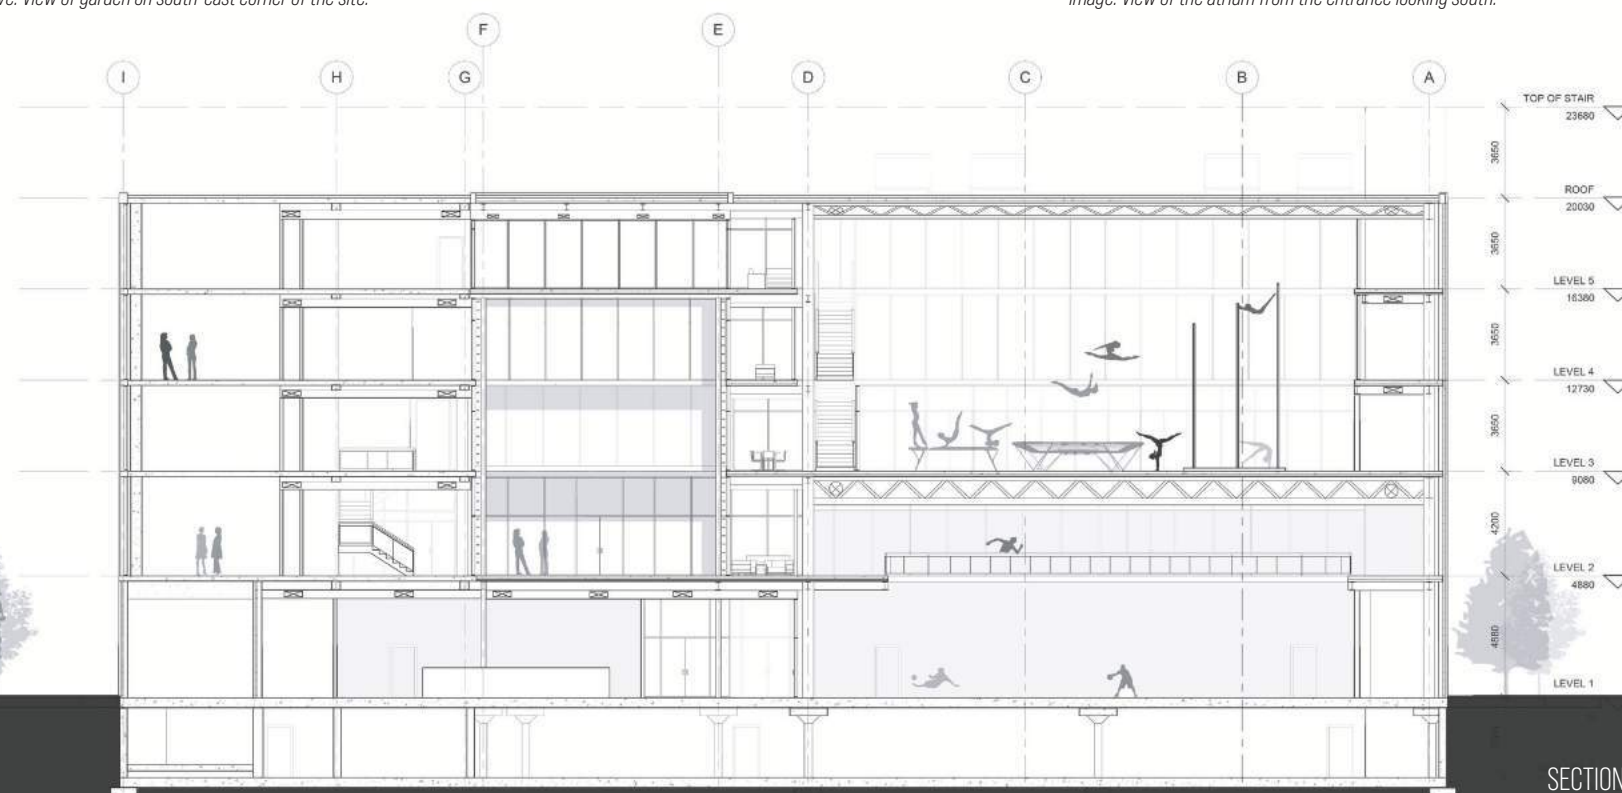 ve: View of garden on south-east corner of the site.
image: View of the atrium from the entrance looking south.
F
E
I
H
G
D
C
B
A
TOP OF STAIR
23680
3650
ROOF
20030
3650
LEVEL 5
16380
3650
LEVEL 4
12730
3650
LEVEL 3
9080
4200
LEVEL 2
4880
4880
LEVEL 1
SECTION